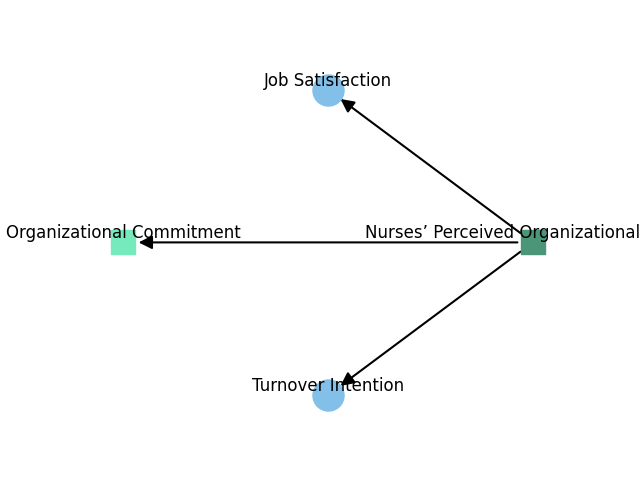 Job Satisfaction
Organizational Commitment
Nurses’ Perceived Organizational
Turnover Intention